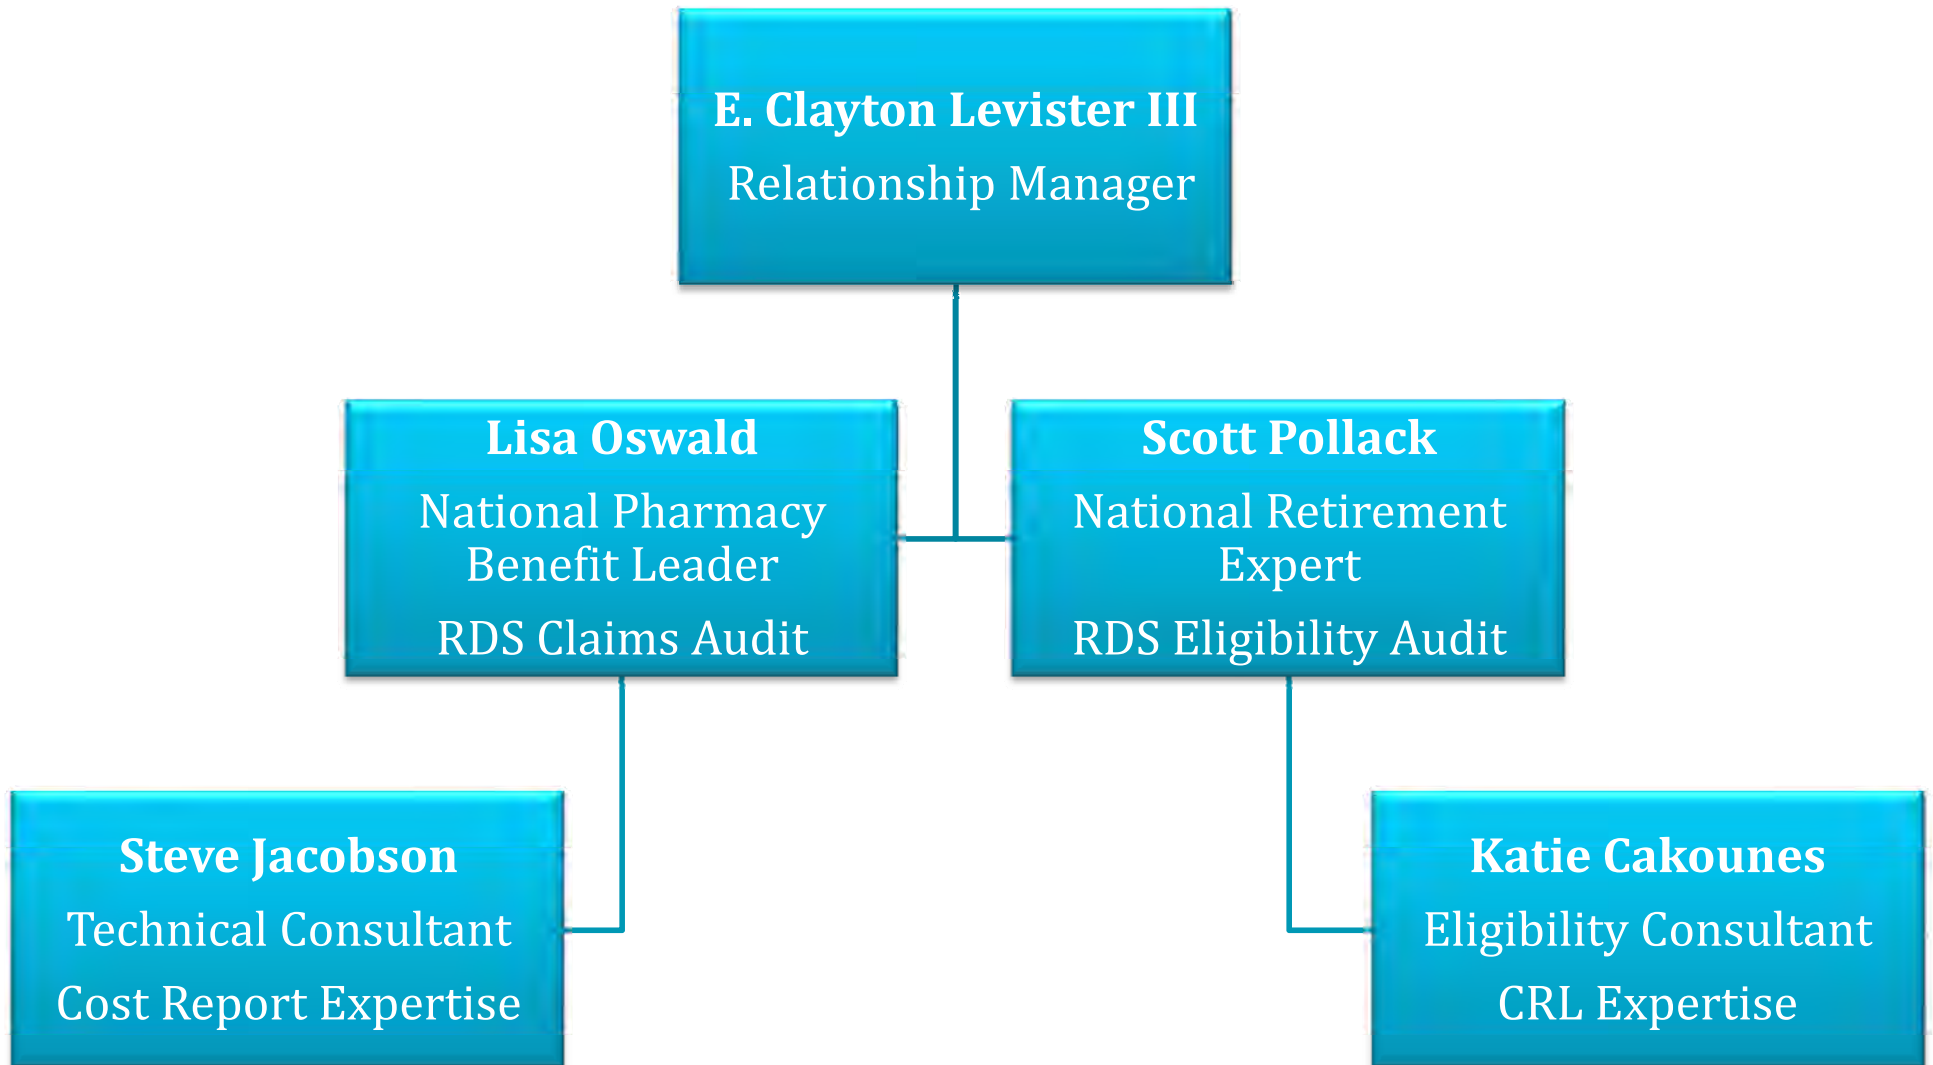 E. Clayton Levister III
Relationship Manager
Lisa Oswald
National Pharmacy
Benefit Leader
RDS Claims Audit
Scott Pollack
National Retirement
Expert
RDS Eligibility Audit
Steve Jacobson
Technical Consultant
Cost Report Expertise
Katie Cakounes
Eligibility Consultant
CRL Expertise